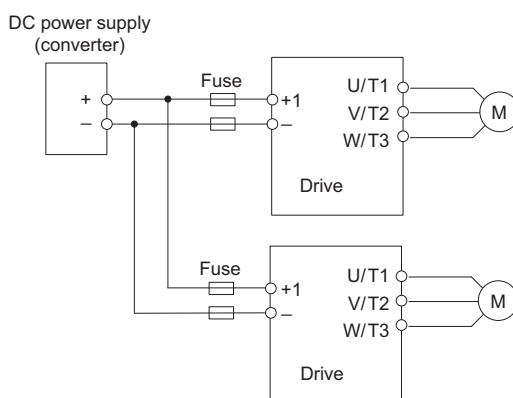 DC power supply
(converter)
+
–
Fuse
+1
–
U/T1
V/T2
W/T3
Drive
M
Fuse
+1
–
U/T1
V/T2
W/T3
Drive
M